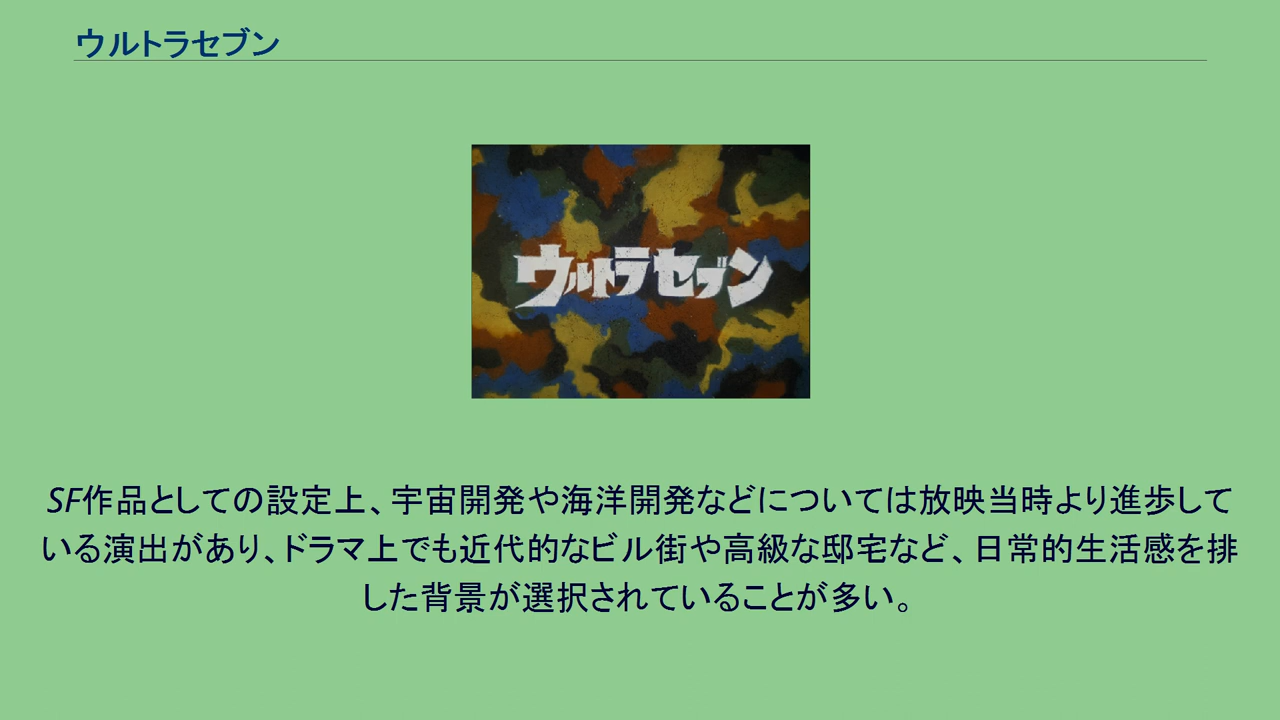 ウルトラセブン
ウルトラセブン
SF作品としての設定上、宇宙開発や海洋開発などについては放映当時より進歩して
いる演出があり、ドラマ上でも近代的なビル街や高級な邸宅など、日常的生活感を排
した背景が選択されていることが多い。